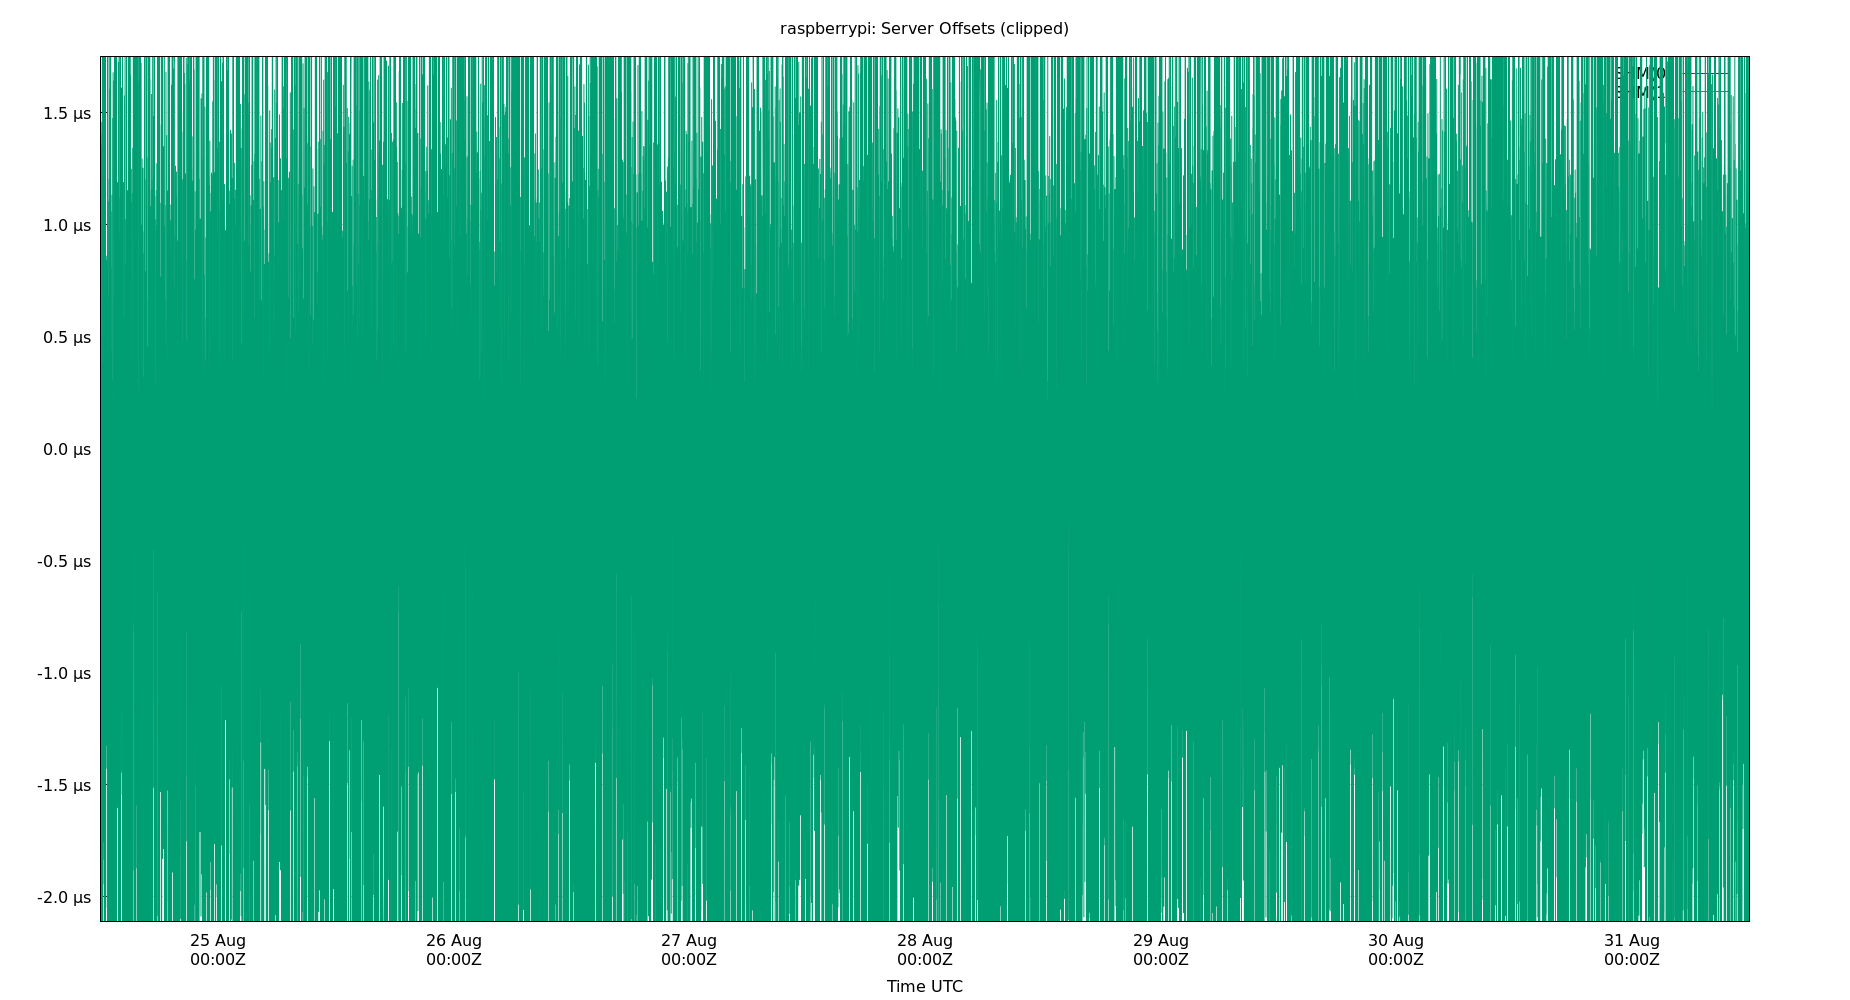 raspberrypi: Server Offsets (clipped)
1.5 µs
1.0 µs
0.5 µs
0.0 µs
-0.5 µs
-1.0 µs
-1.5 µs
-2.0 µs
25 Aug 26 Aug 27 Aug 28 Aug 29 Aug 30 Aug 31 Aug
00:00Z 00:00Z 00:00Z 00:00Z 00:00Z 00:00Z 00:00Z
Time UTC